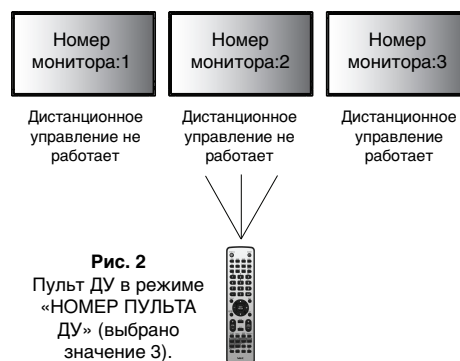 Номер
монитора:1
Номер
монитора:2
Номер
монитора:3
Дистанционное
управление не
работает
Дистанционное
управление не
работает
Дистанционное
управление
работает
Рис. 2
Пульт ДУ в режиме
«НОМЕР ПУЛЬТА
ДУ» (выбрано
значение 3).